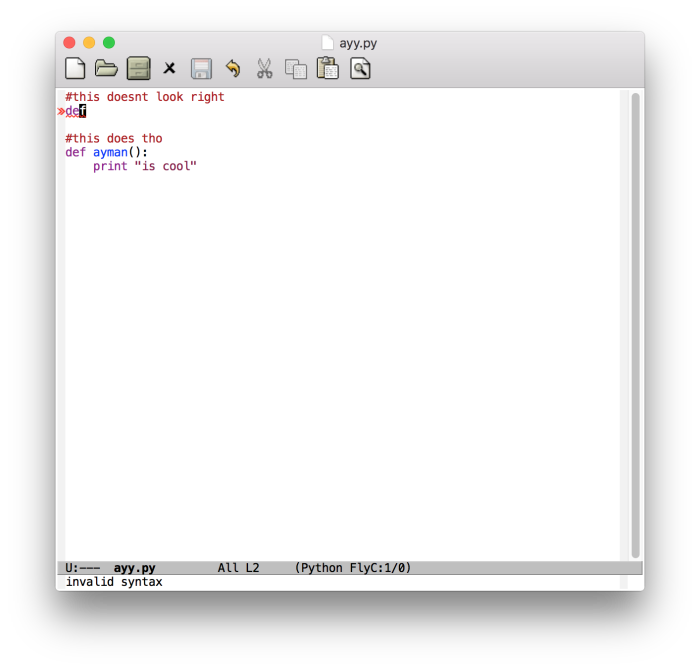 ayy.py
#this doesnt look right
»def
#this does tho
def ayman():
    print "is cool"
U:---  ayy.py         All L2     (Python FlyC:1/0)
invalid syntax